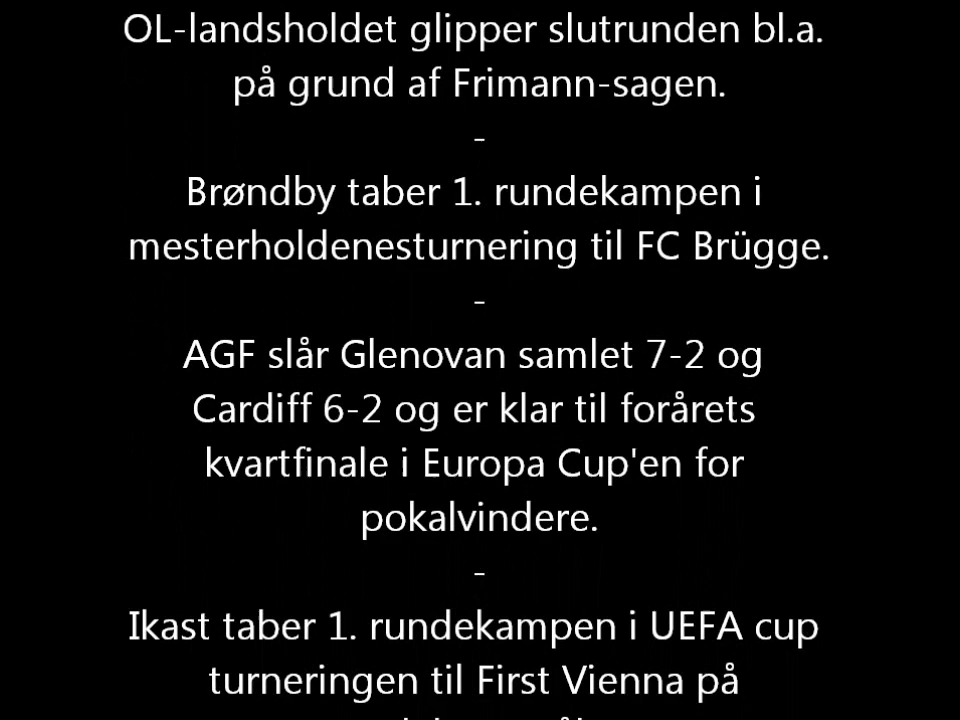 OL-landsholdet glipper slutrunden bl.a.
på grund af Frimann-sagen.
-
Brøndby taber 1. rundekampen i
mesterholdenesturnering til FC Brügge.
-
AGF slår Glenovan samlet 7-2 og
Cardiff 6-2 og er klar til forårets
kvartfinale i Europa Cup'en for
pokalvindere.
-
Ikast taber 1. rundekampen i UEFA cup
turneringen til First Vienna på